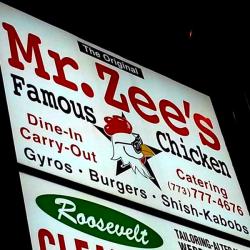 The Original
Mr. Zee's
Famous Chicken
Dine-In
Carry-Out
Catering
(773) 777-4676
Gyros • Burgers • Shish-Kabobs
Roosevelt